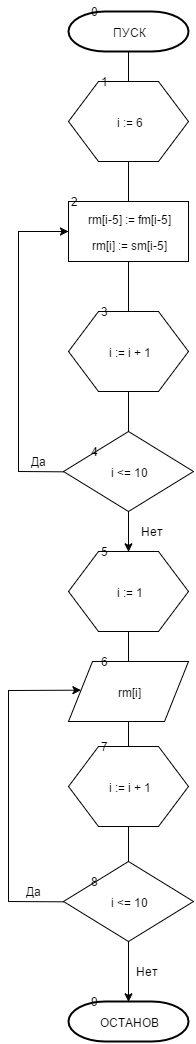 0
ПУСК
1
i := 6
2
rm[i-5] := fm[i-5]
rm[i] := sm[i-5]
3
i := i + 1
4
Да
i <= 10
Нет
5
i := 1
6
rm[i]
7
i := i + 1
8
Да
i <= 10
Нет
9
ОСТАНОВ